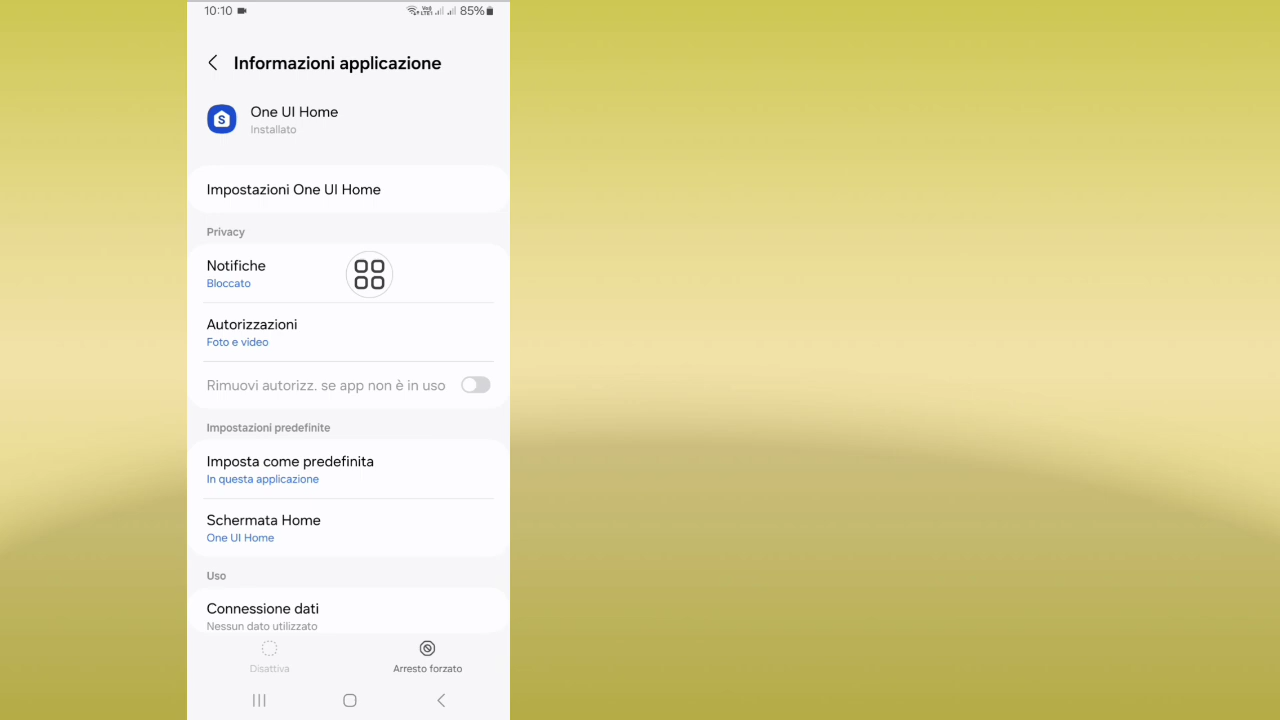 10:10
85%
Informazioni applicazione
One UI Home
Installato
Impostazioni One UI Home
Privacy
Notifiche
Bloccato
Autorizzazioni
Foto e video
Rimuovi autorizz. se app non è in uso
Impostazioni predefinite
Imposta come predefinita
In questa applicazione
Schermata Home
One UI Home
Uso
Connessione dati
Nessun dato utilizzato
Disattiva
Arresto forzato